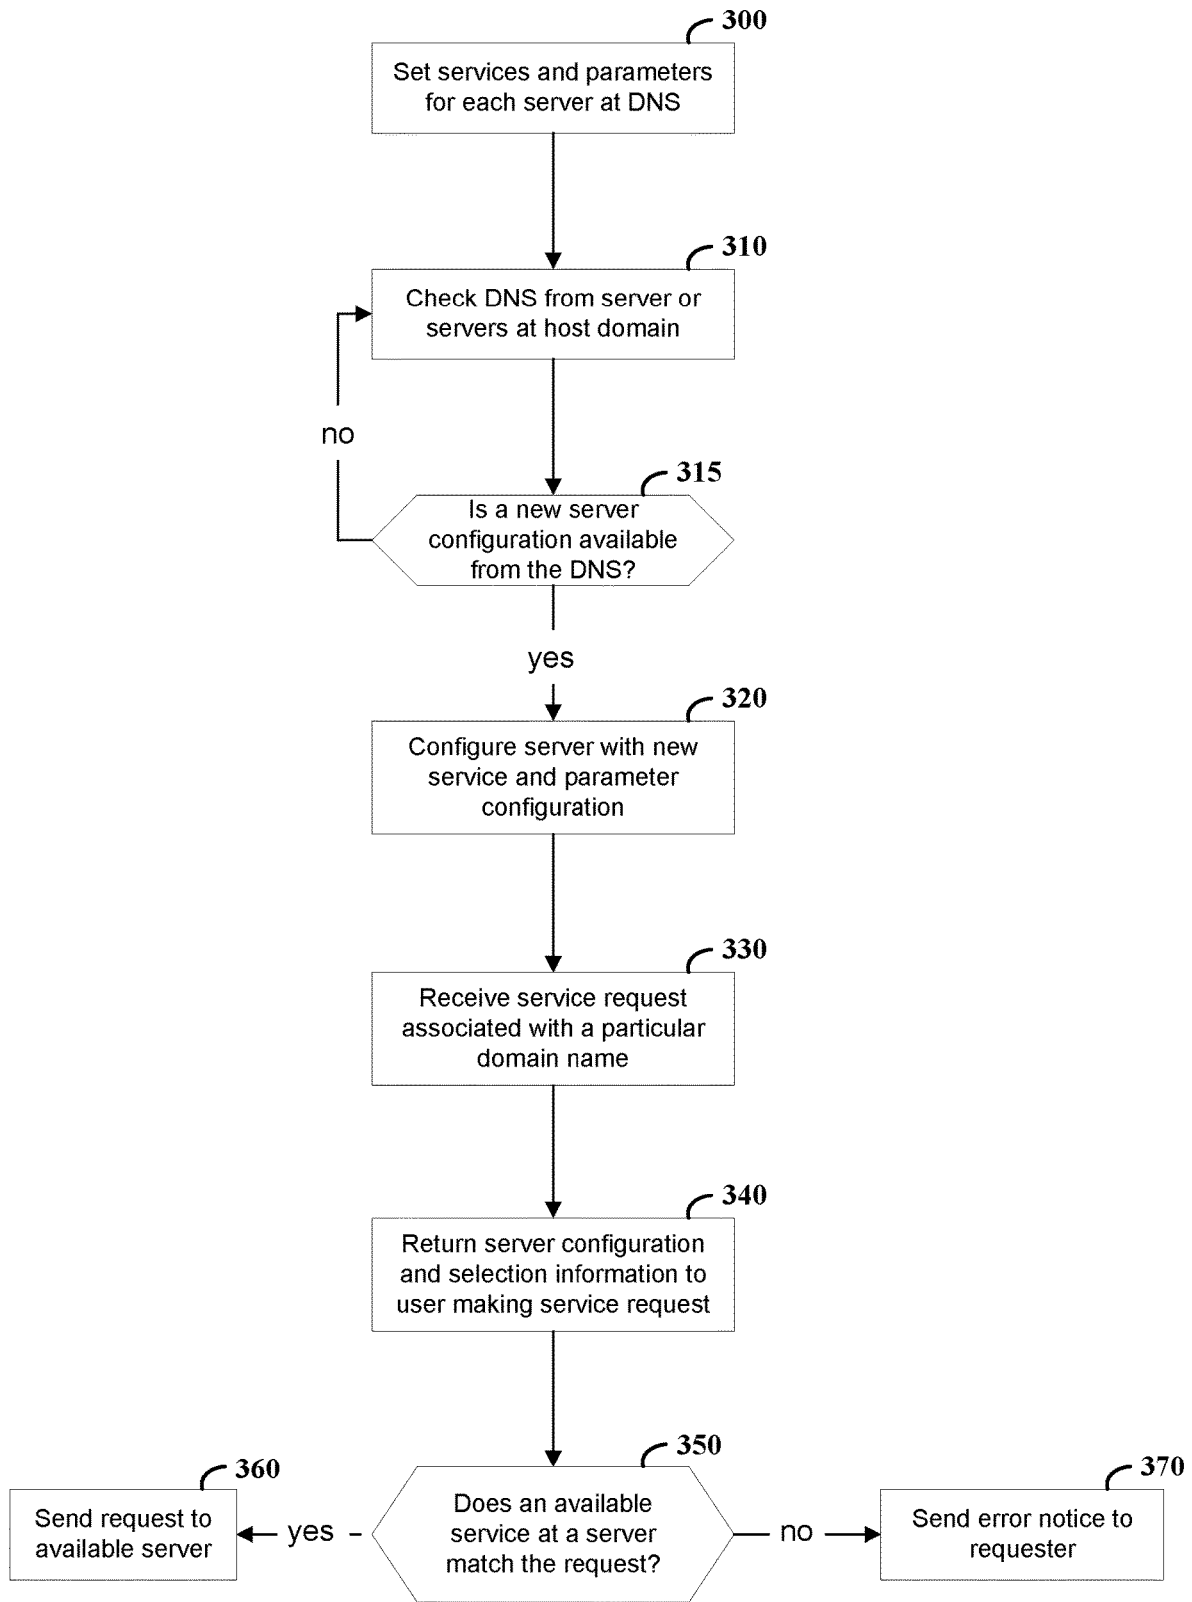 300
Set services and parameters
for each server at DNS
310
Check DNS from server or
servers at host domain
no
315
Is a new server
configuration available
from the DNS?
yes
320
Configure server with new
service and parameter
configuration
330
Receive service request
associated with a particular
domain name
340
Return server configuration
and selection information to
user making service request
350
Does an available
service at a server
match the request?
360
Send request to
available server
yes
no
370
Send error notice to
requester